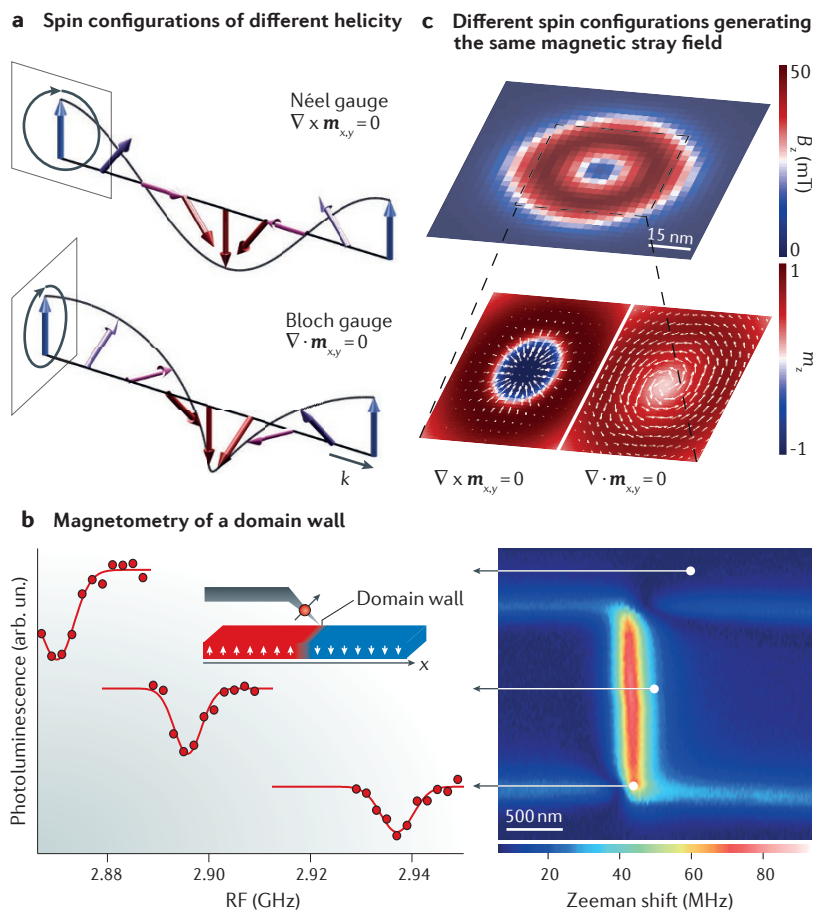 a Spin configurations of different helicity
Néel gauge
∇ x m_x,y = 0
Bloch gauge
∇ · m_x,y = 0
k
c Different spin configurations generating
the same magnetic stray field
50
B_z (mT)
0
15 nm
1
m_z
-1
∇ x m_x,y = 0
∇ · m_x,y = 0
b Magnetometry of a domain wall
Photoluminescence (arb. un.)
Domain wall
x
2.88
2.90
2.92
2.94
RF (GHz)
500 nm
20
40
60
80
Zeeman shift (MHz)